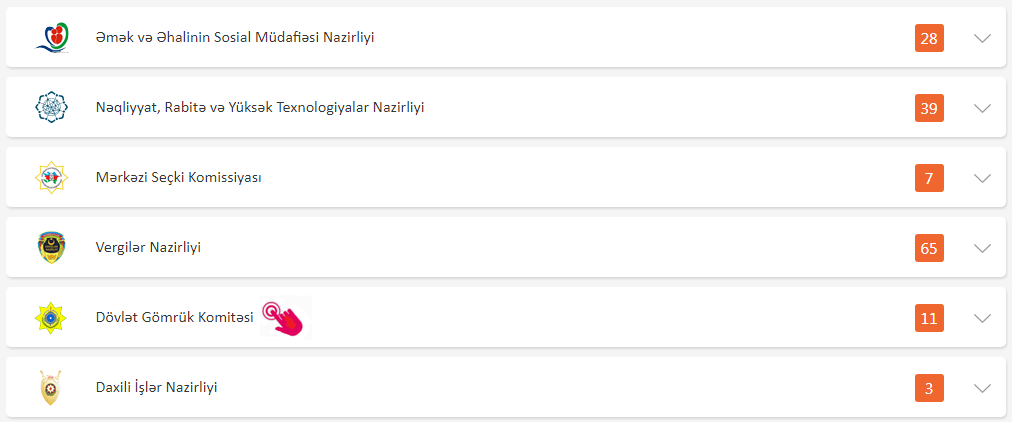 Əmək və Əhalinin Sosial Müdafiəsi Nazirliyi 28
Nəqliyyat, Rabitə və Yüksək Texnologiyalar Nazirliyi 39
Mərkəzi Seçki Komissiyası 7
Vergilər Nazirliyi 65
Dövlət Gömrük Komitəsi 11
Daxili İşlər Nazirliyi 3